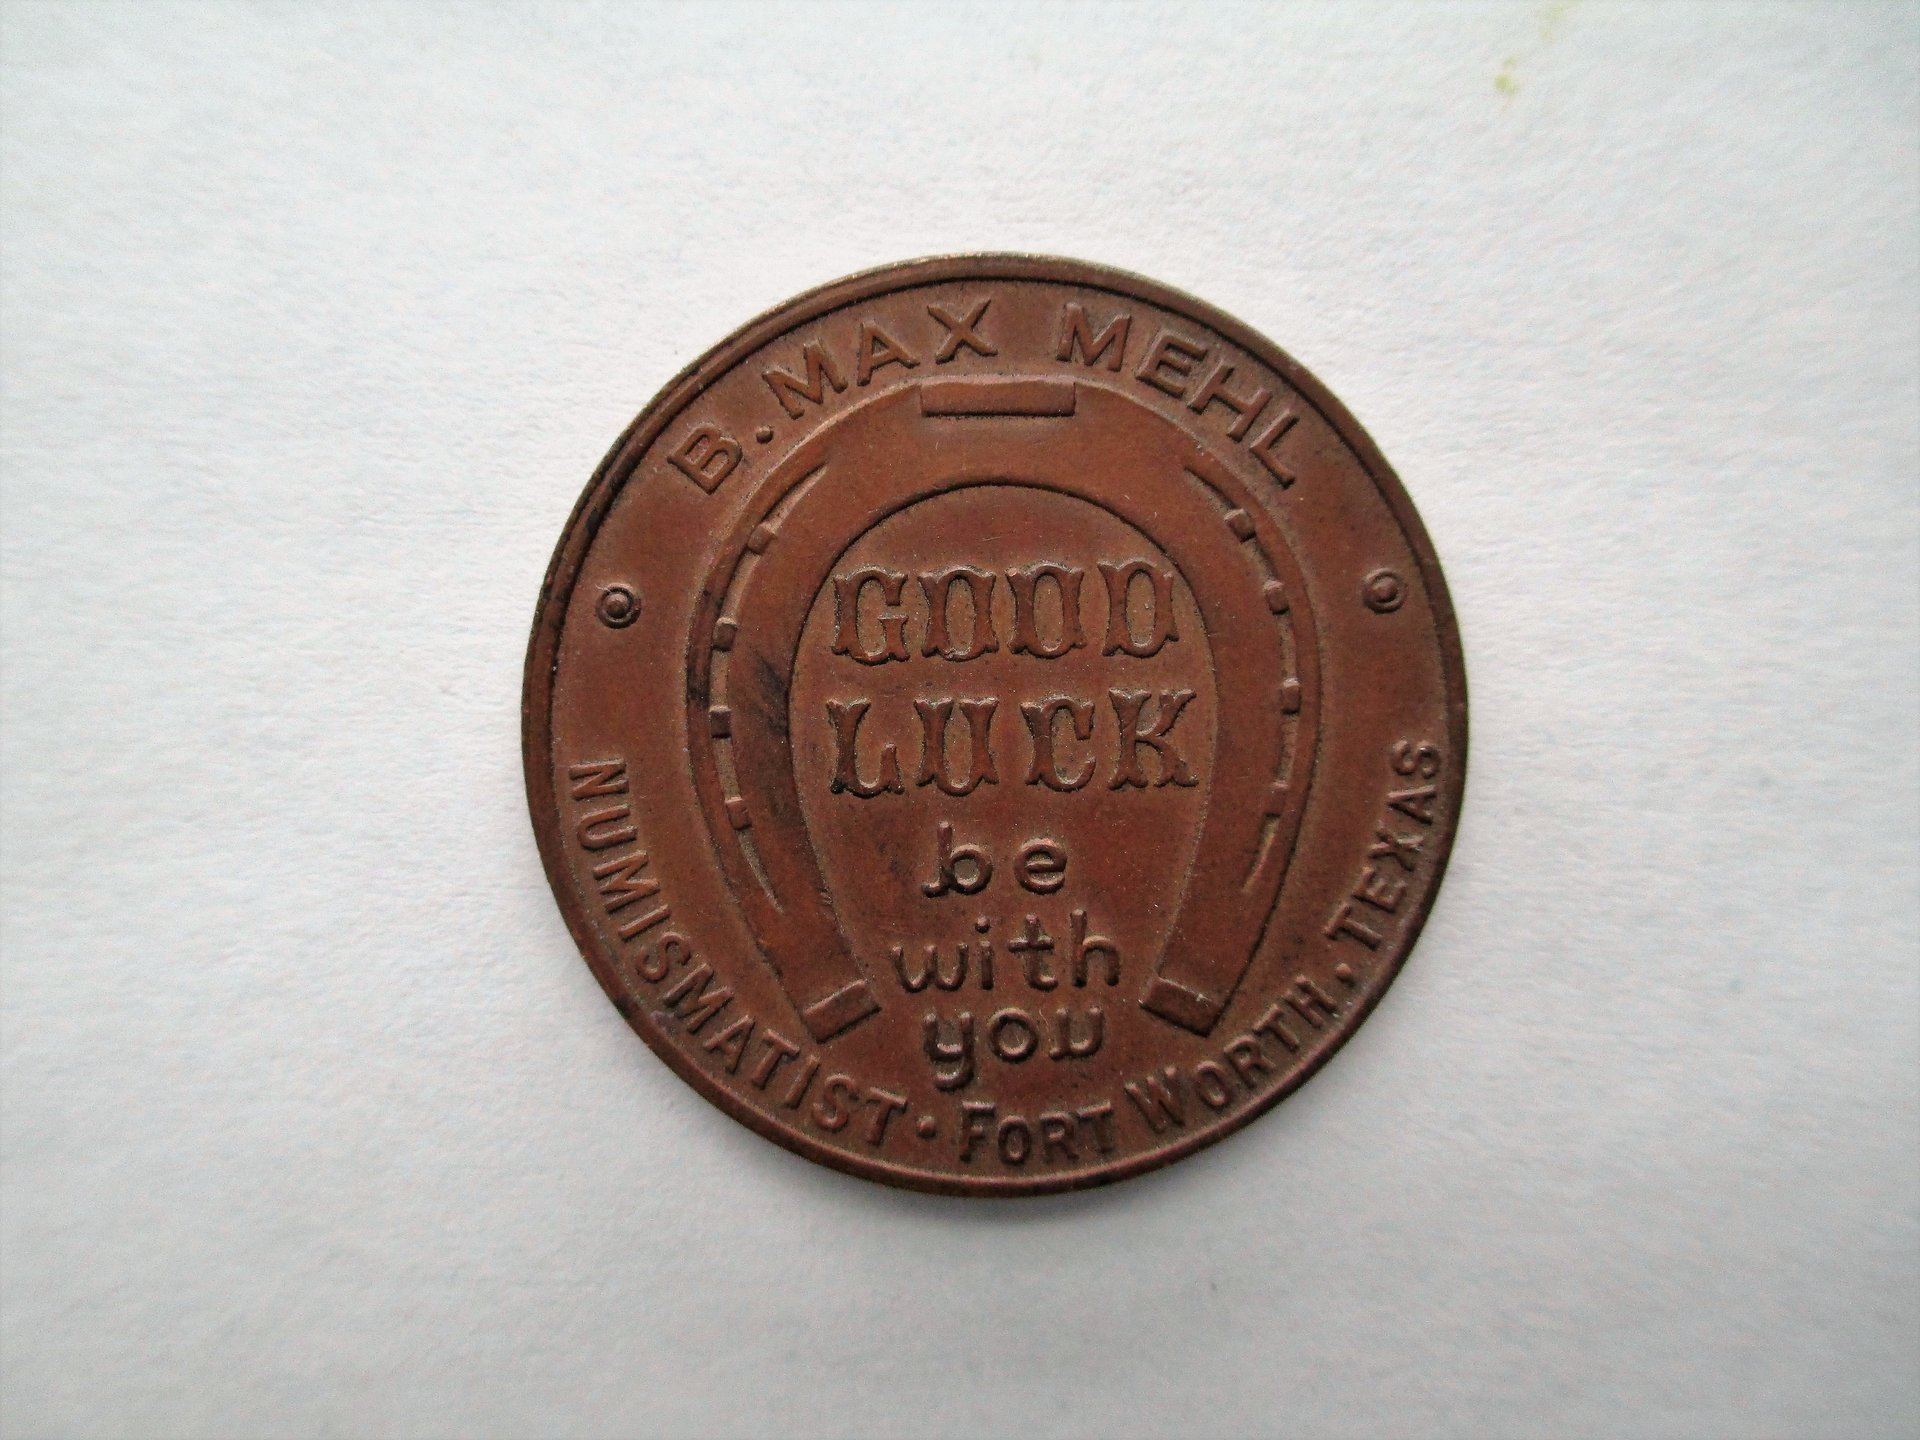 B. MAX MEHL
GOOD
LUCK
be
with
you
NUMISMATIST · FORT WORTH, TEXAS